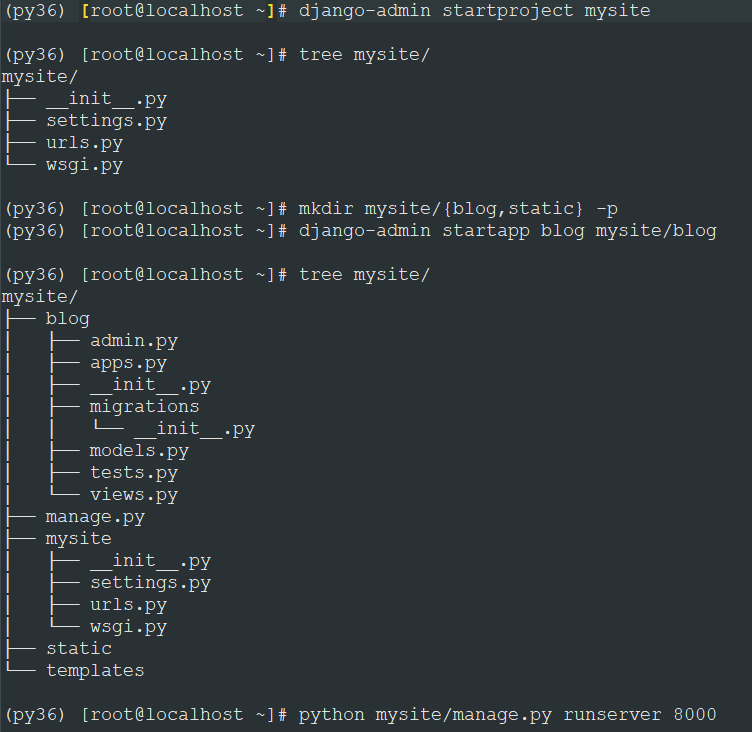 (py36) [root@localhost ~]# django-admin startproject mysite
(py36) [root@localhost ~]# tree mysite/
mysite/
├── __init__.py
├── settings.py
├── urls.py
└── wsgi.py
(py36) [root@localhost ~]# mkdir mysite/{blog,static} -p
(py36) [root@localhost ~]# django-admin startapp blog mysite/blog
(py36) [root@localhost ~]# tree mysite/
mysite/
├── blog
│   ├── admin.py
│   ├── apps.py
│   ├── __init__.py
│   ├── migrations
│   │   └── __init__.py
│   ├── models.py
│   ├── tests.py
│   └── views.py
├── manage.py
├── mysite
│   ├── __init__.py
│   ├── settings.py
│   ├── urls.py
│   └── wsgi.py
├── static
└── templates
(py36) [root@localhost ~]# python mysite/manage.py runserver 8000